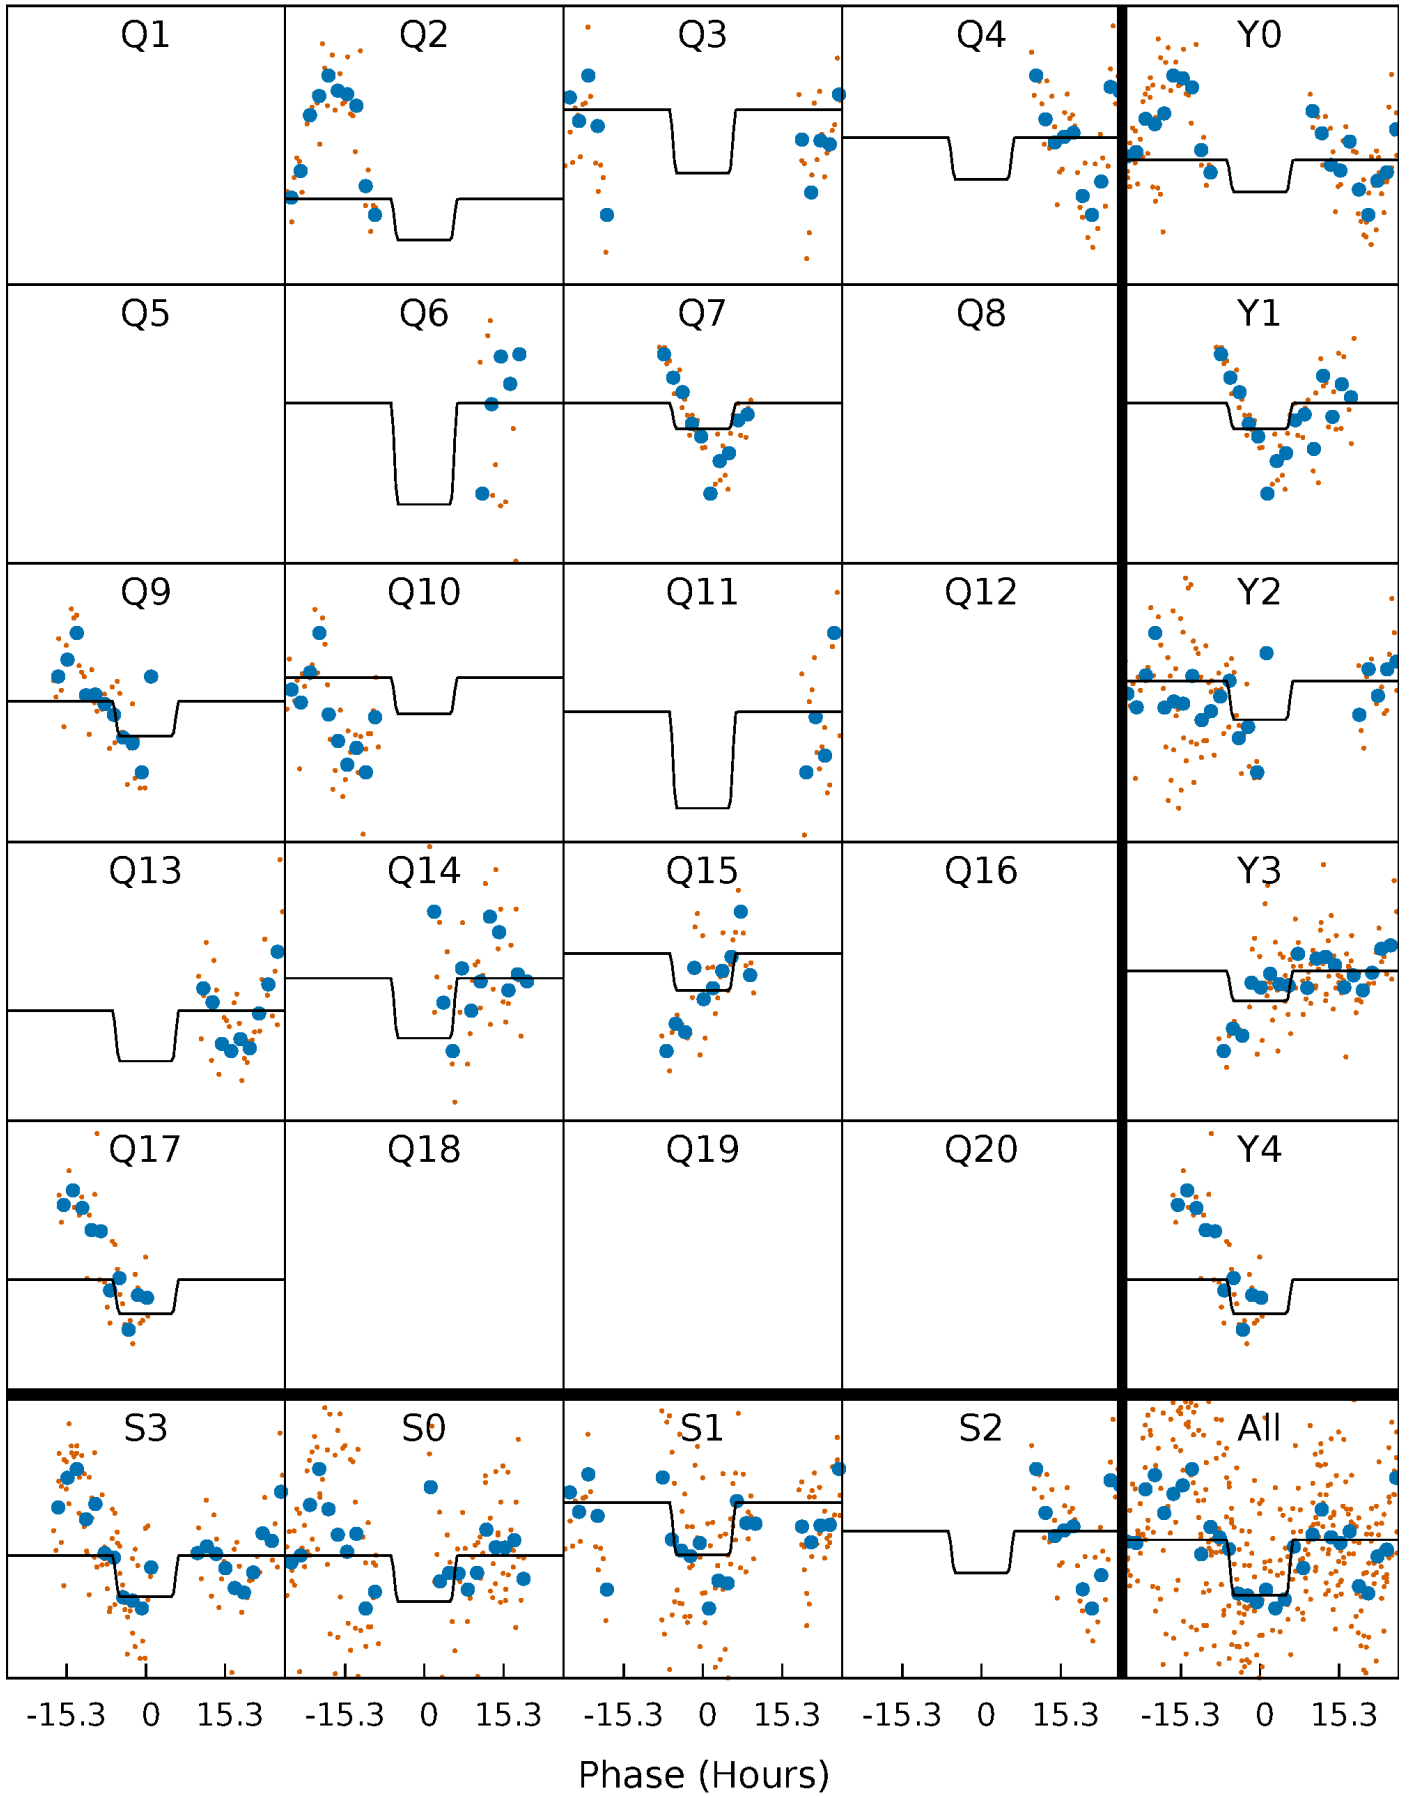 Q1 Q2 Q3 Q4 Y0
Q5 Q6 Q7 Q8 Y1
Q9 Q10 Q11 Q12 Y2
Q13 Q14 Q15 Q16 Y3
Q17 Q18 Q19 Q20 Y4
S3 S0 S1 S2 All
-15.3 0 15.3 -15.3 0 15.3 -15.3 0 15.3 -15.3 0 15.3 -15.3 0 15.3
Phase (Hours)